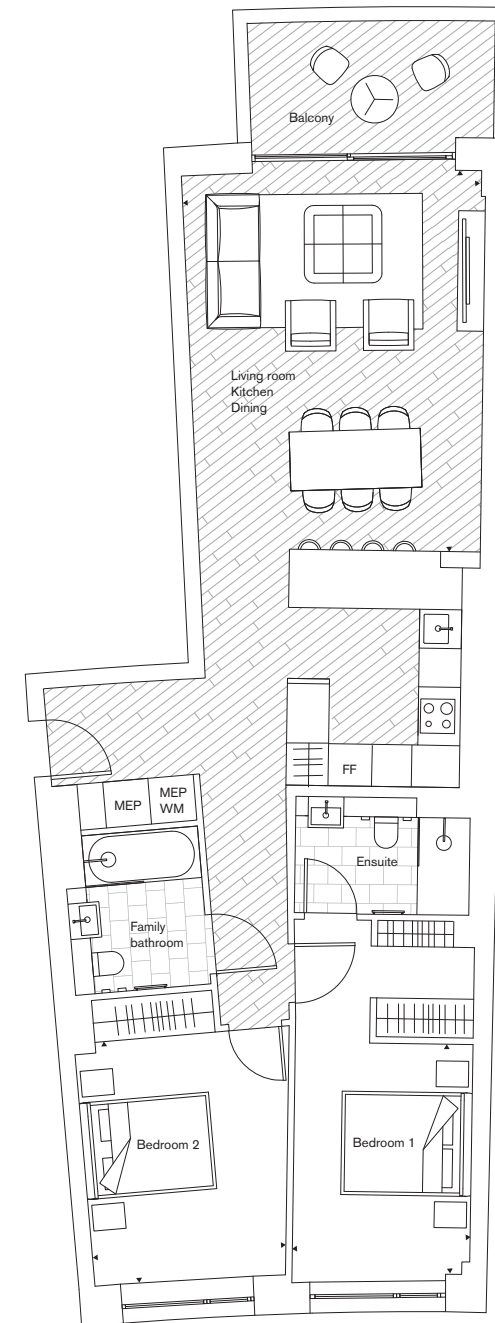 Balcony
Living room
Kitchen
Dining
FF
MEP
MEP
WM
Ensuite
Family
bathroom
Bedroom 2
Bedroom 1